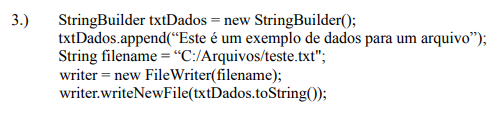 3.) StringBuilder txtDados = new StringBuilder();
txtDados.append(“Este é um exemplo de dados para um arquivo”);
String filename = “C:/Arquivos/teste.txt";
writer = new FileWriter(filename);
writer.writeNewFile(txtDados.toString());